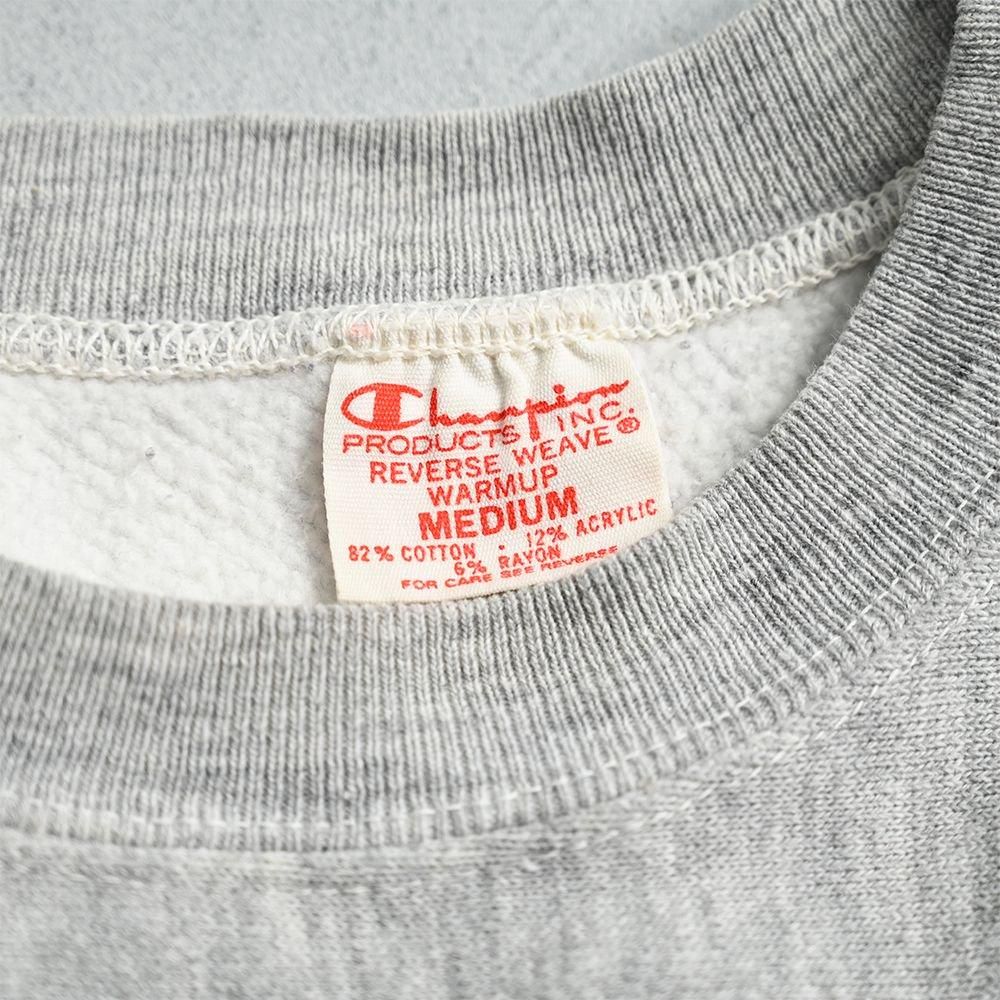 Champion
PRODUCTS INC.
REVERSE WEAVE®
WARMUP
MEDIUM
82% COTTON . 12% ACRYLIC
6% RAYON
FOR CARE SEE REVERSE